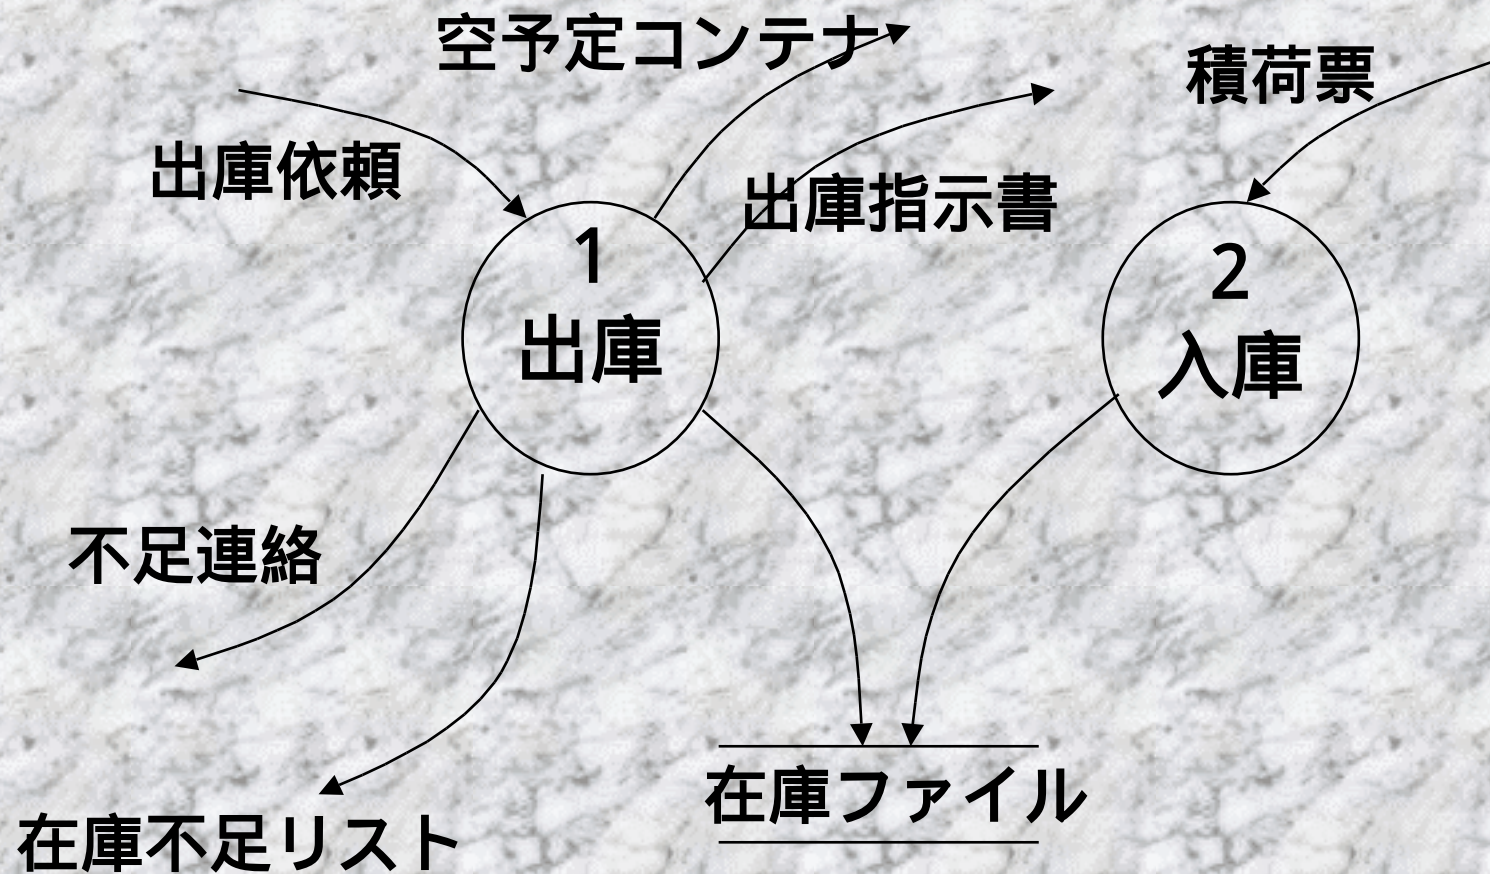 空予定コンテナ
積荷票
出庫依頼
出庫指示書
1
出庫
2
入庫
不足連絡
在庫ファイル
在庫不足リスト